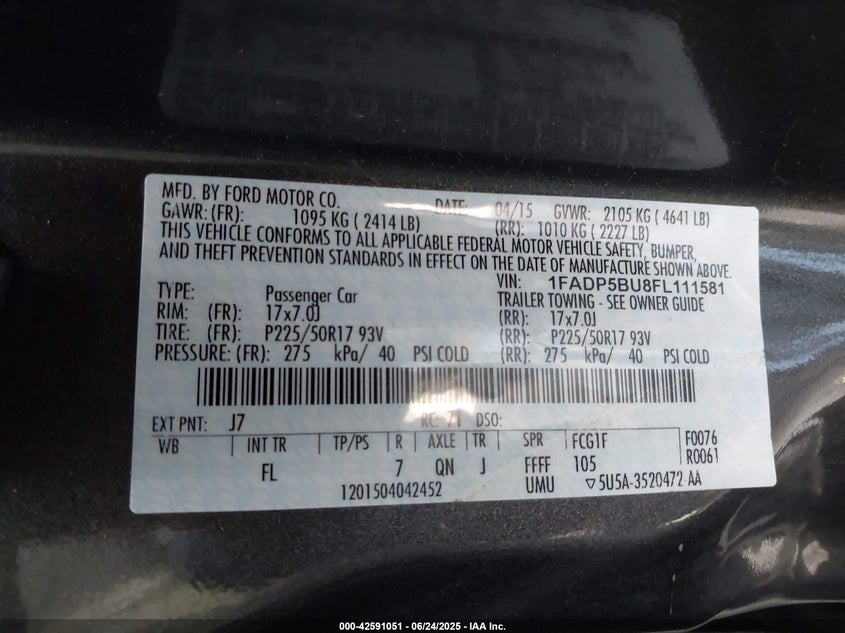 MFD. BY FORD MOTOR CO. DATE: 04/15 GVWR: 2105 KG ( 4641 LB)
GAWR: (FR): 1095 KG ( 2414 LB) (RR): 1010 KG ( 2227 LB)
THIS VEHICLE CONFORMS TO ALL APPLICABLE FEDERAL MOTOR VEHICLE SAFETY, BUMPER,
AND THEFT PREVENTION STANDARDS IN EFFECT ON THE DATE OF MANUFACTURE SHOWN ABOVE.
VIN: 1FADP5BU8FL111581
TYPE: Passenger Car TRAILER TOWING - SEE OWNER GUIDE
RIM: (FR): 17x7.0J (RR): 17x7.0J
TIRE: (FR): P225/50R17 93V (RR): P225/50R17 93V
PRESSURE: (FR): 275 kPa/ 40 PSI COLD (RR): 275 kPa/ 40 PSI COLD
EXT PNT: J7 RC: 71 DSO:
WB INT TR TP/PS R AXLE TR SPR FCG1F F0076
FL 7 QN J FFFF 105 R0061
1201504042452 UMU ▽5U5A-3520472 AA
000-42591051 - 06/24/2025 - IAA Inc.